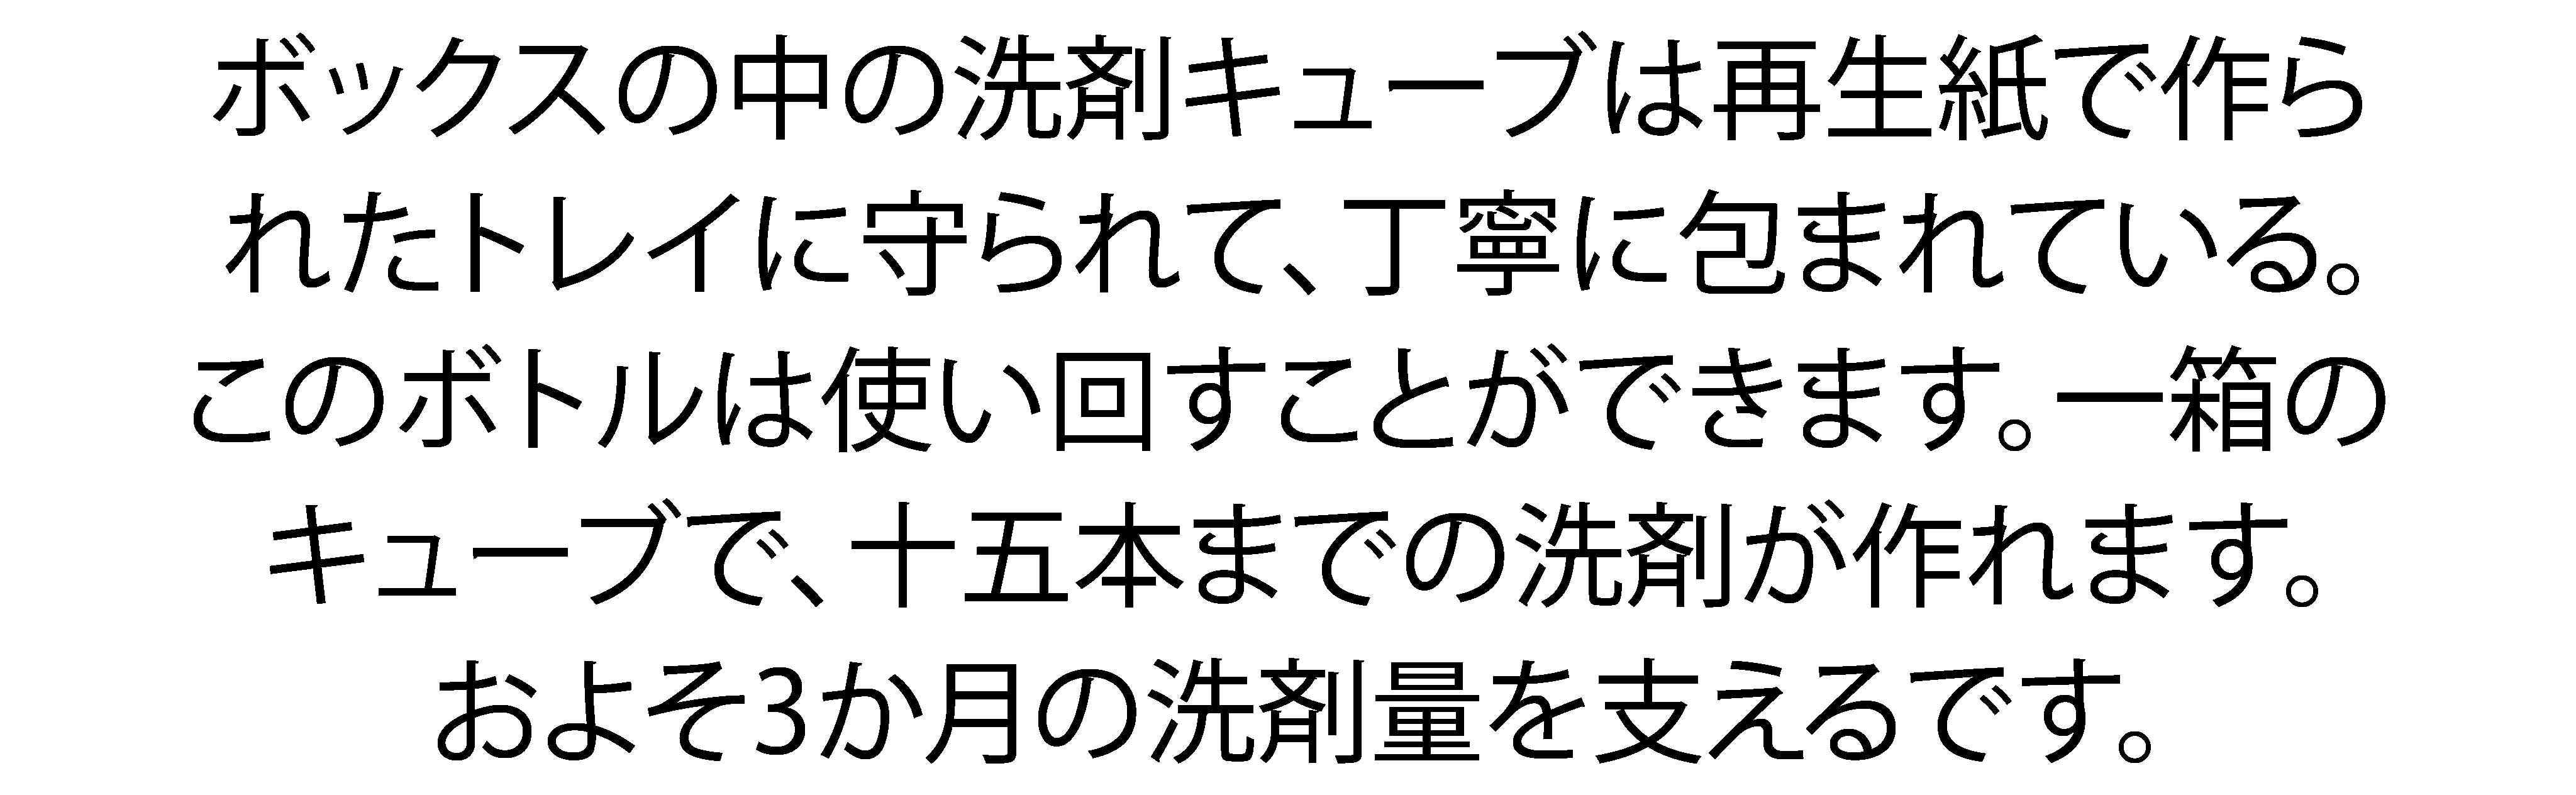 ボックスの中の洗剤キューブは再生紙で作ら
れたトレイに守られて、丁寧に包まれている。
このボトルは使い回すことができます。一箱の
キューブで、十五本までの洗剤が作れます。
およそ3か月の洗剤量を支えるです。